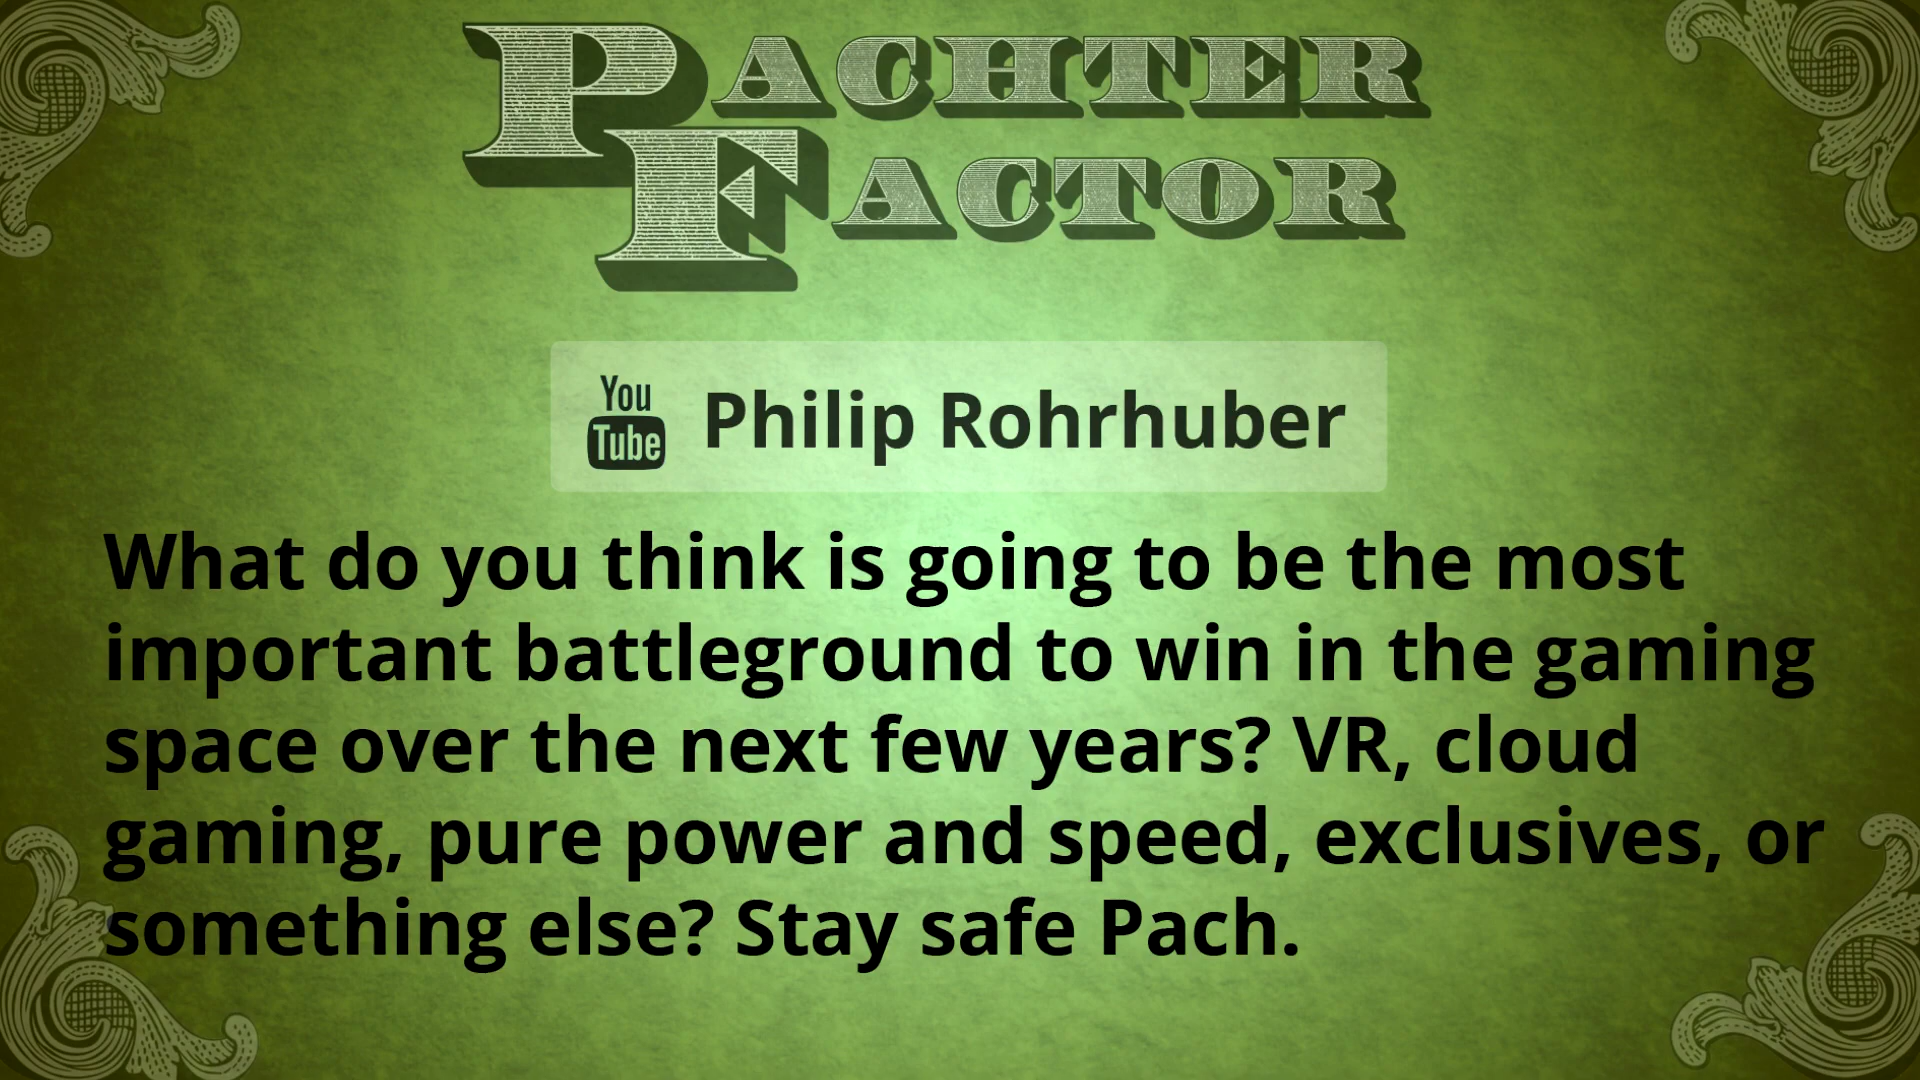 PACHTER
FACTOR
You
Tube
Philip Rohrhuber
What do you think is going to be the most
important battleground to win in the gaming
space over the next few years? VR, cloud
gaming, pure power and speed, exclusives, or
something else? Stay safe Pach.